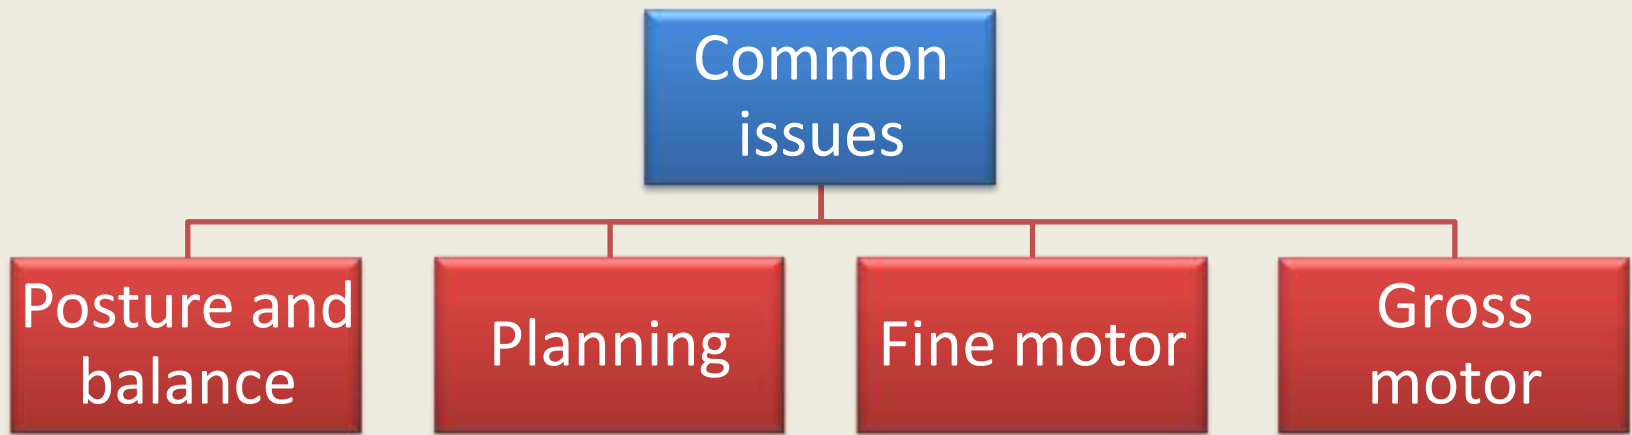 Common
issues
Posture and
balance
Planning
Fine motor
Gross
motor